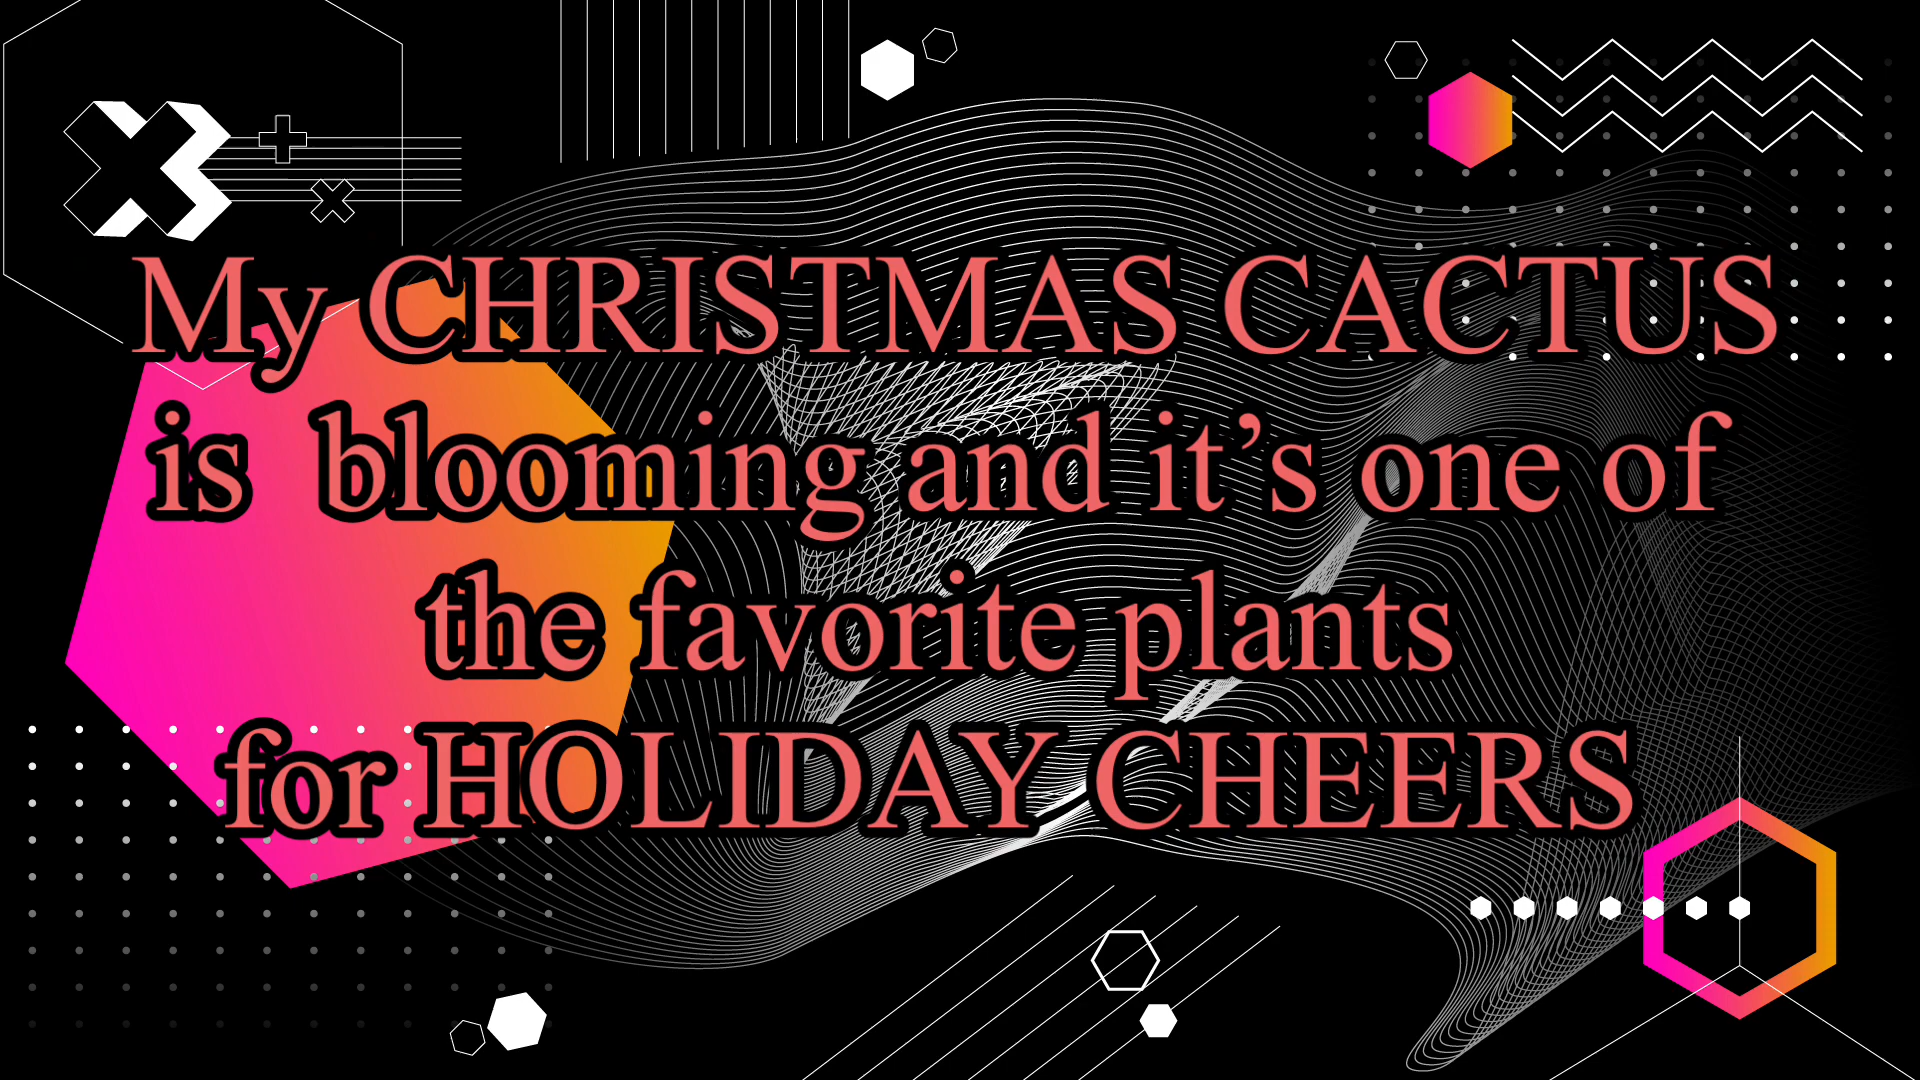 My CHRISTMAS CACTUS
is  blooming and it’s one of
the favorite plants
for HOLIDAY CHEERS